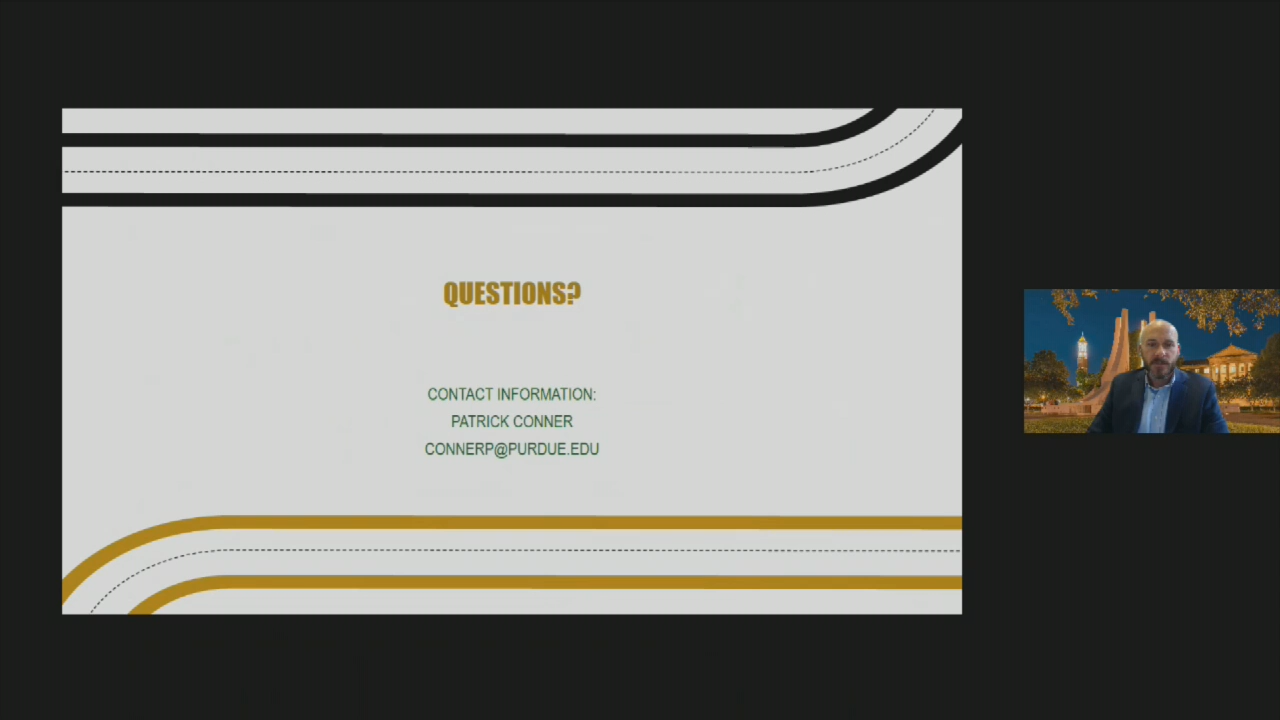 QUESTIONS?
CONTACT INFORMATION:
PATRICK CONNER
CONNERP@PURDUE.EDU